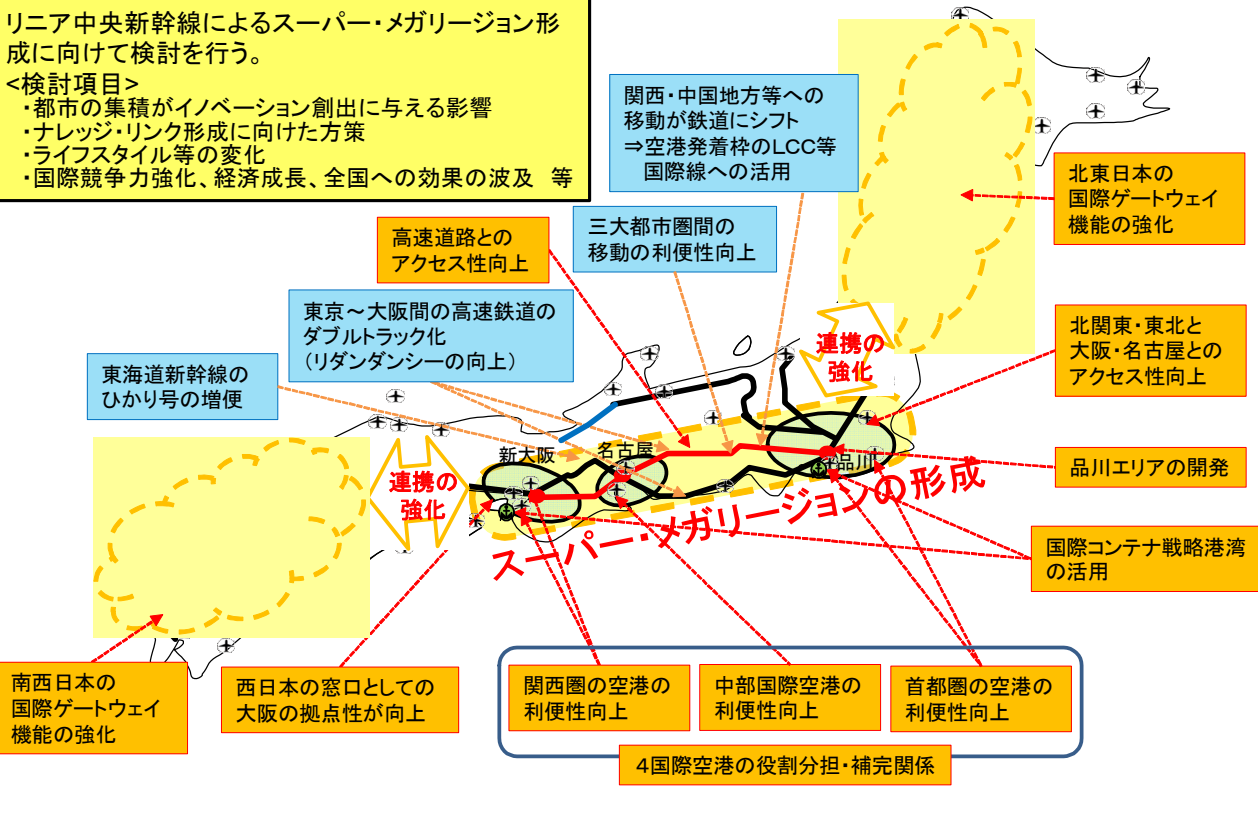 リニア中央新幹線によるスーパー・メガリージョン形
成に向けて検討を行う。
<検討項目>
・都市の集積がイノベーション創出に与える影響
・ナレッジ・リンク形成に向けた方策
・ライフスタイル等の変化
・国際競争力強化、経済成長、全国への効果の波及　等
関西・中国地方等への
移動が鉄道にシフト
⇒空港発着枠のLCC等
国際線への活用
北東日本の
国際ゲートウェイ
機能の強化
高速道路との
アクセス性向上
三大都市圏間の
移動の利便性向上
東京～大阪間の高速鉄道の
ダブルトラック化
（リダンダンシーの向上）
北関東・東北と
大阪・名古屋との
アクセス性向上
連携の
強化
東海道新幹線の
ひかり号の増便
新大阪
名古屋
品川
品川エリアの開発
連携の
強化
スーパー・メガリージョンの形成
国際コンテナ戦略港湾
の活用
南西日本の
国際ゲートウェイ
機能の強化
西日本の窓口としての
大阪の拠点性が向上
関西圏の空港の
利便性向上
中部国際空港の
利便性向上
首都圏の空港の
利便性向上
４国際空港の役割分担・補完関係